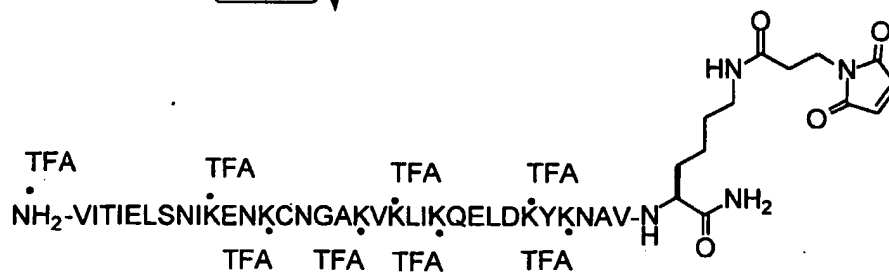 O O
HN N
O
TFA TFA TFA TFA
NH₂-VITIELSNIKENKCNGAKVKLIKQELDKYKNAV-N NH₂
H O
TFA TFA TFA TFA